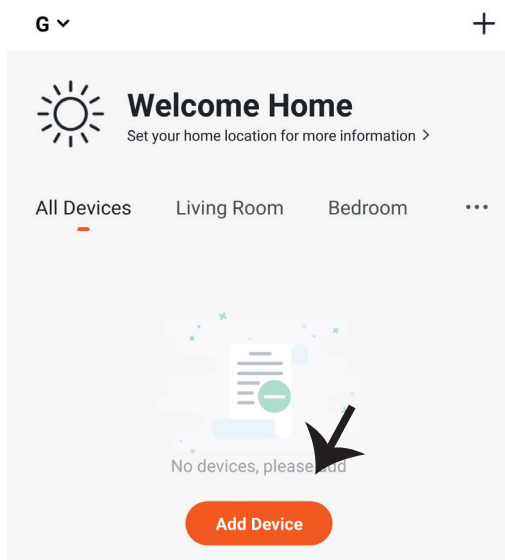 G
Welcome Home
Set your home location for more information >
All Devices Living Room Bedroom ...
No devices, please add
Add Device